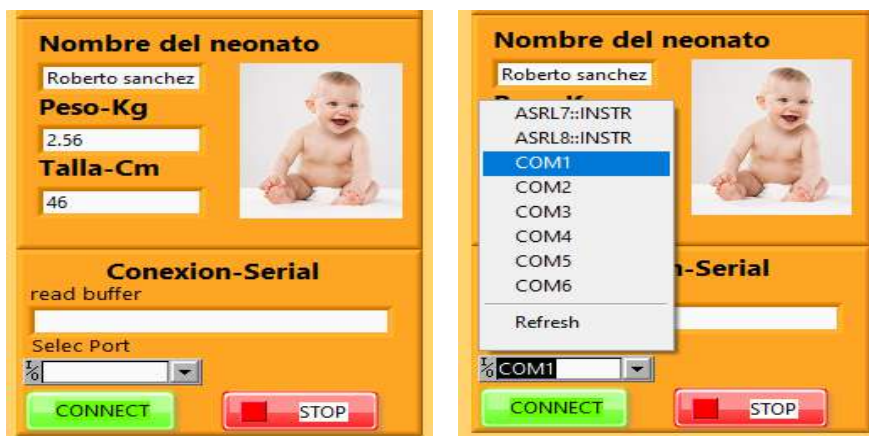 Nombre del neonato
Roberto sanchez
Peso-Kg
2.56
Talla-Cm
46
Conexion-Serial
read buffer
Selec Port
CONNECT
STOP
Nombre del neonato
Roberto sanchez
ASRL7::INSTR
ASRL8::INSTR
COM1
COM2
COM3
COM4
COM5
COM6
Refresh
-Serial
COM1
CONNECT
STOP